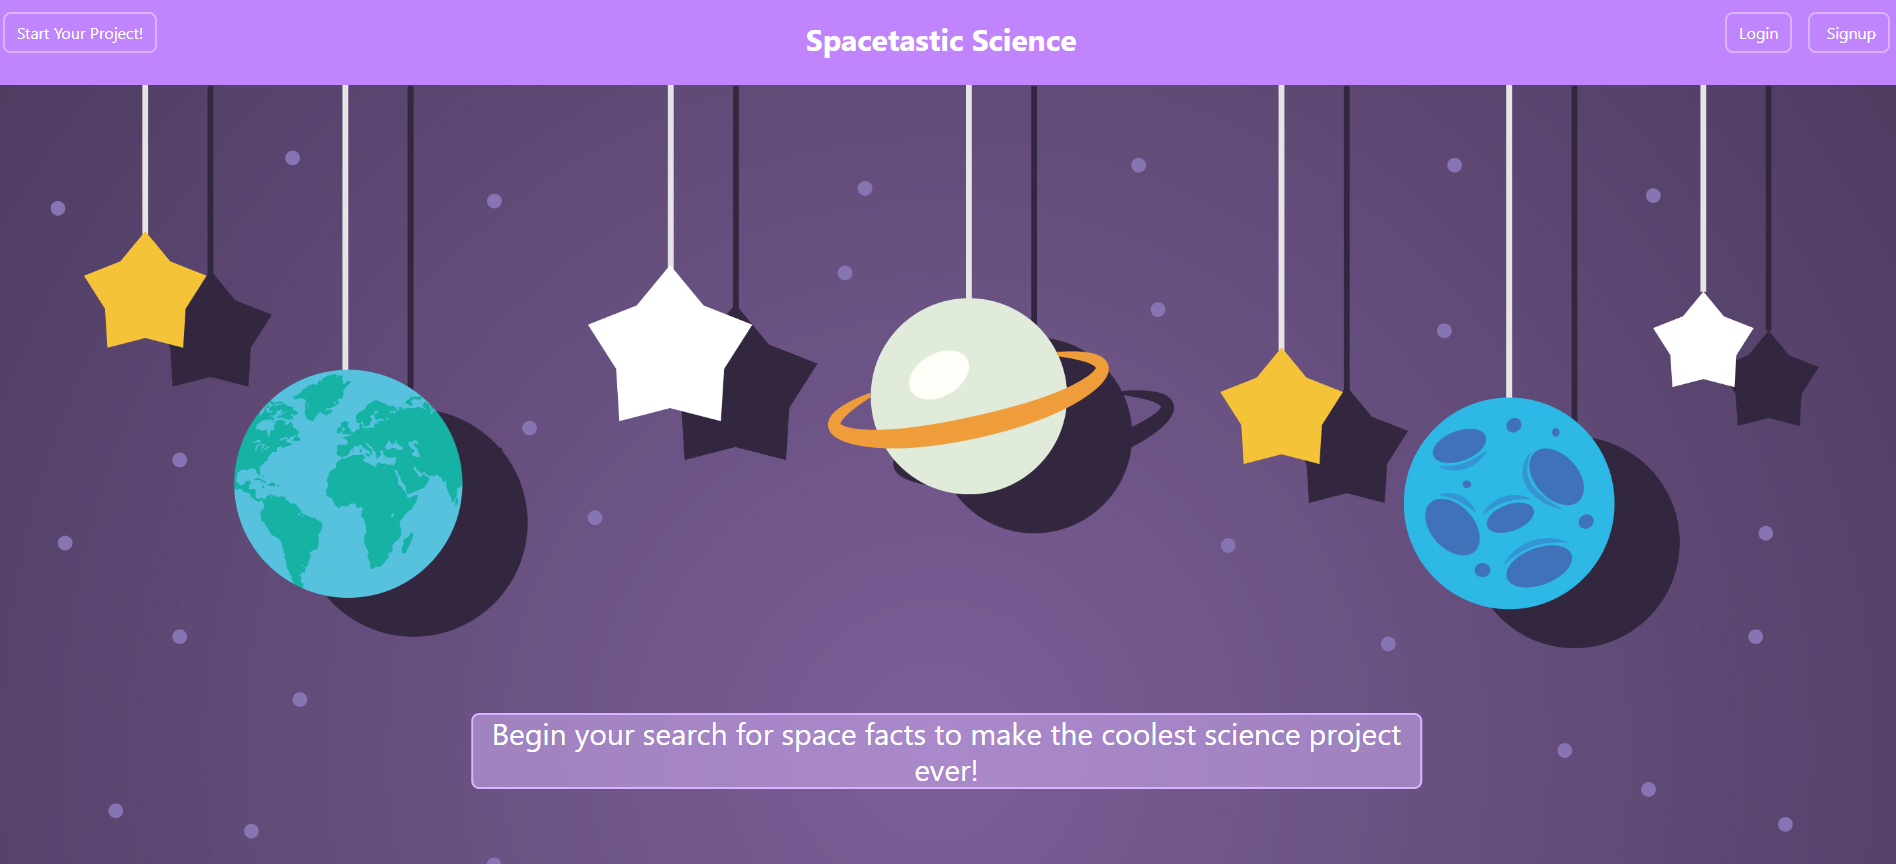 Start Your Project!
Spacetastic Science
Login
Signup
Begin your search for space facts to make the coolest science project
ever!